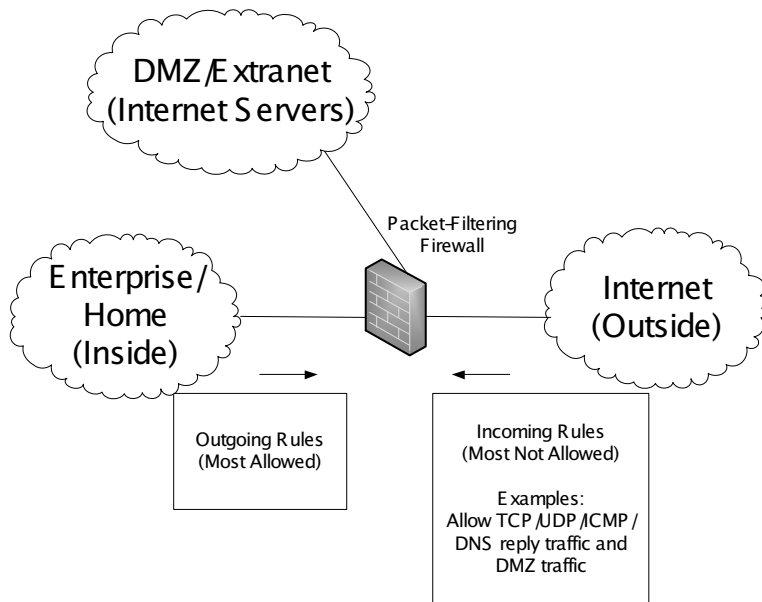 DMZ/Extranet
(Internet Servers)
Packet-Filtering
Firewall
Enterprise/
Home
(Inside)
Internet
(Outside)
Outgoing Rules
(Most Allowed)
Incoming Rules
(Most Not Allowed)
Examples:
Allow TCP/UDP/ICMP/
DNS reply traffic and
DMZ traffic